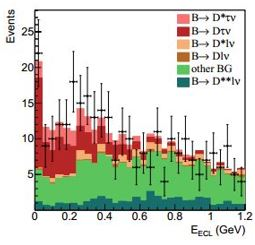 Events
B→ D*τν
B→ Dτν
B→ D*lν
B→ Dlν
other BG
B→ D**lν
25
20
15
10
5
0 0.2 0.4 0.6 0.8 1 1.2
E_ECL (GeV)